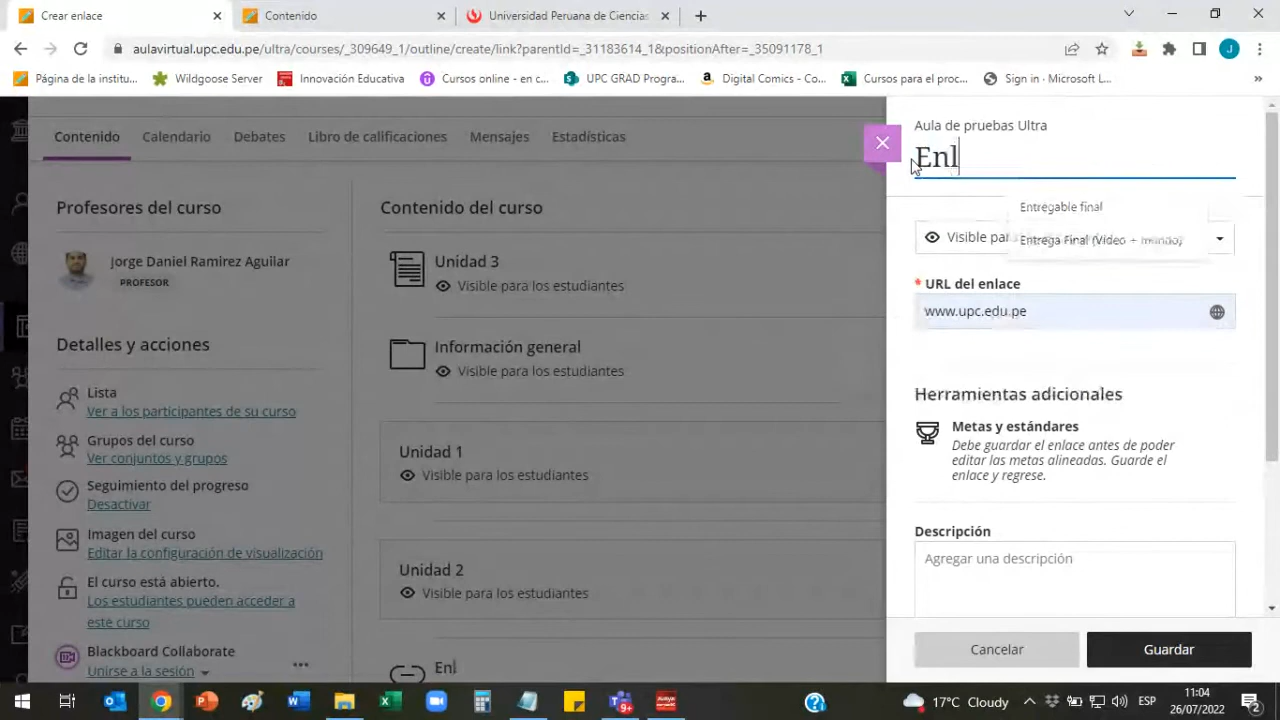 Crear enlace
Contenido
Universidad Peruana de Ciencias
aulavirtual.upc.edu.pe/ultra/courses/_309649_1/outline/create/link?parentId=_31183614_1&positionAfter=_35091178_1
J
Página de la institu...
Wildgoose Server
Innovación Educativa
Cursos online - en c...
UPC GRAD Progra...
Digital Comics - Co...
Cursos para el proc...
Sign in · Microsoft L...
»
Contenido
Calendario
Debates
Libro de calificaciones
Mensajes
Estadísticas
Profesores del curso
Jorge Daniel Ramirez Aguilar
PROFESOR
Detalles y acciones
Lista
Ver a los participantes de su curso
Grupos del curso
Ver conjuntos y grupos
Seguimiento del progreso
Desactivar
Imagen del curso
Editar la configuración de visualización
El curso está abierto.
Los estudiantes pueden acceder a
este curso
Blackboard Collaborate
Unirse a la sesión
Contenido del curso
Unidad 3
Visible para los estudiantes
Información general
Visible para los estudiantes
Unidad 1
Visible para los estudiantes
Unidad 2
Visible para los estudiantes
Enl
Aula de pruebas Ultra
Enl
Entregable final
Visible par
Entrega Final (Video + mundo)
* URL del enlace
www.upc.edu.pe
Herramientas adicionales
Metas y estándares
Debe guardar el enlace antes de poder
editar las metas alineadas. Guarde el
enlace y regrese.
Descripción
Agregar una descripción
Cancelar
Guardar
17°C Cloudy
ESP
11:04
26/07/2022
2